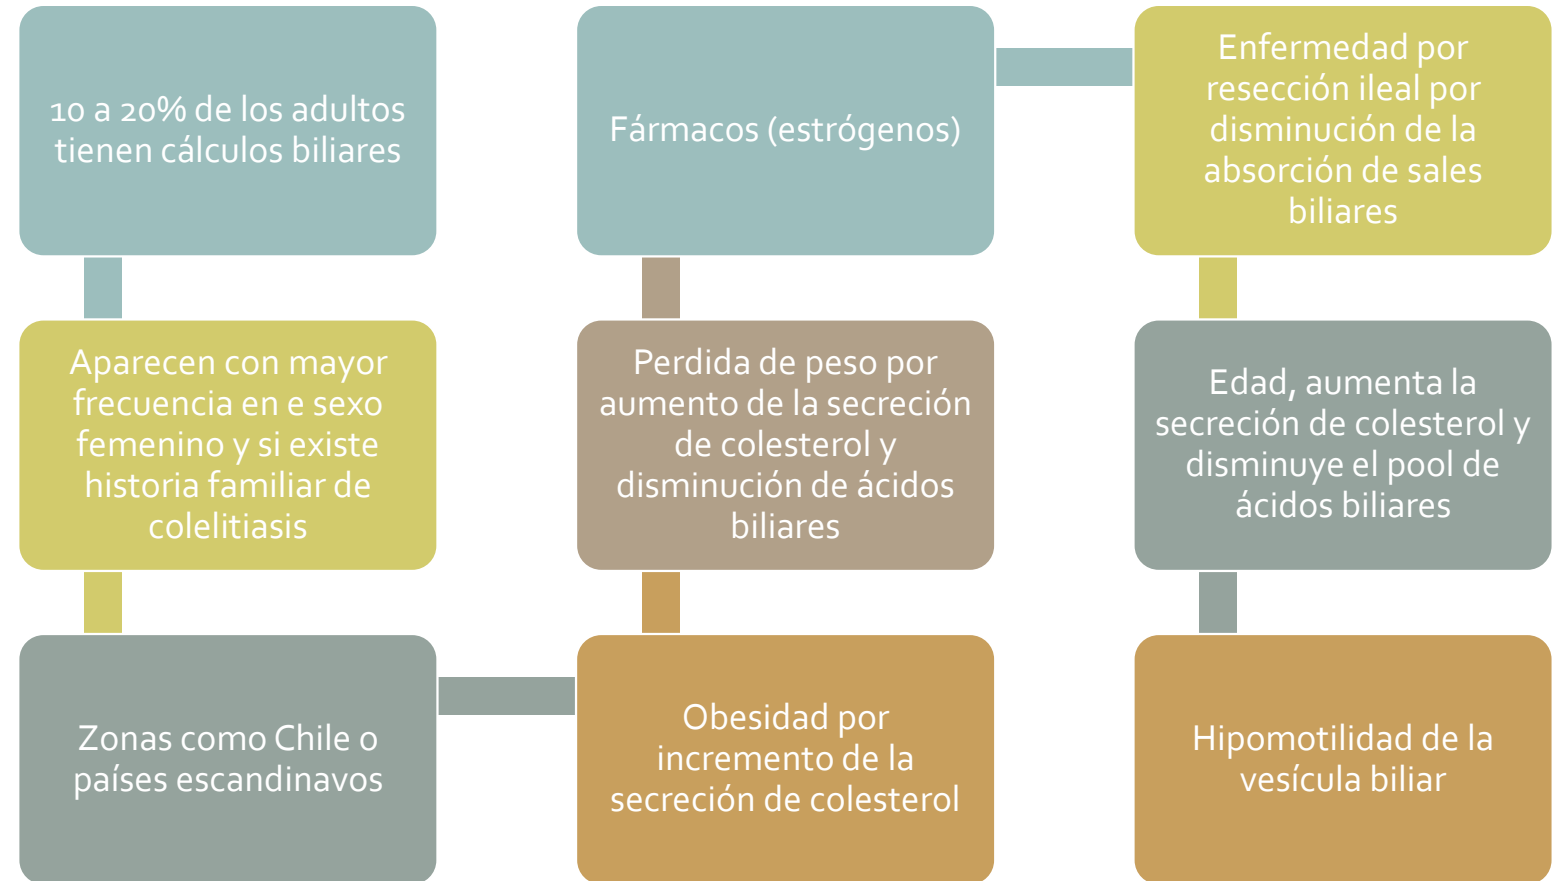 10 a 20% de los adultos
tienen cálculos biliares
Aparecen con mayor
frecuencia en e sexo
femenino y si existe
historia familiar de
colelitiasis
Zonas como Chile o
países escandinavos
Obesidad por
incremento de la
secreción de colesterol
Perdida de peso por
aumento de la secreción
de colesterol y
disminución de ácidos
biliares
Fármacos (estrógenos)
Enfermedad por
resección ileal por
disminución de la
absorción de sales
biliares
Edad, aumenta la
secreción de colesterol y
disminuye el pool de
ácidos biliares
Hipomotilidad de la
vesícula biliar